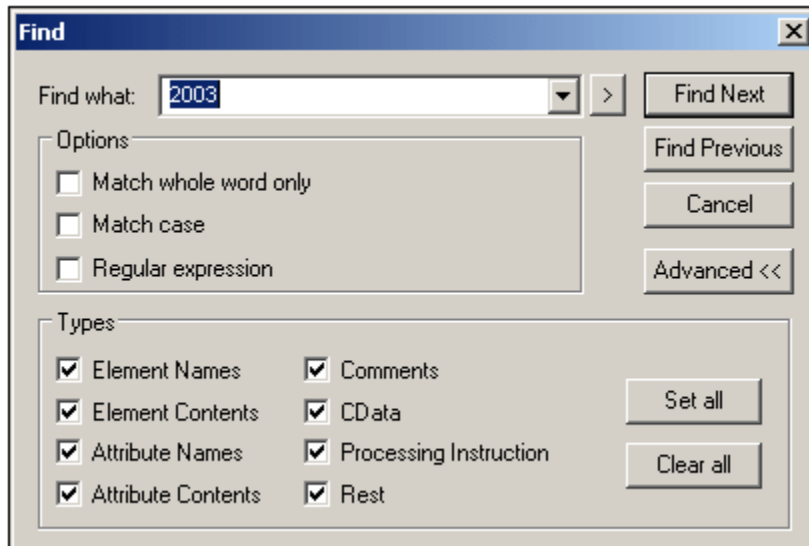 Find
Find what: 2003 > Find Next
Options
Find Previous
Match whole word only
Cancel
Match case
Regular expression
Advanced <<
Types
Element Names Comments
Element Contents CData Set all
Attribute Names Processing Instruction
Clear all
Attribute Contents Rest